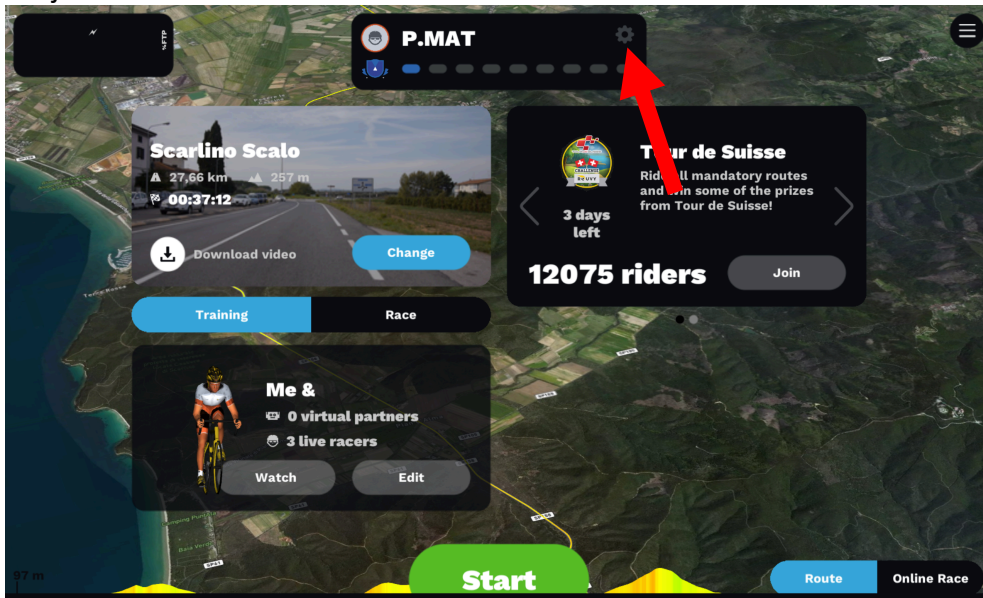 %FTP
P.MAT
Scarlino Scalo
27,66 km 257 m
00:37:12
Download video
Change
Training
Race
Me &
0 virtual partners
3 live racers
Watch
Edit
CHALLENGE
ROUVY
3 days
left
Tour de Suisse
Ride all mandatory routes
and win some of the prizes
from Tour de Suisse!
12075 riders
Join
97 m
Start
Route
Online Race